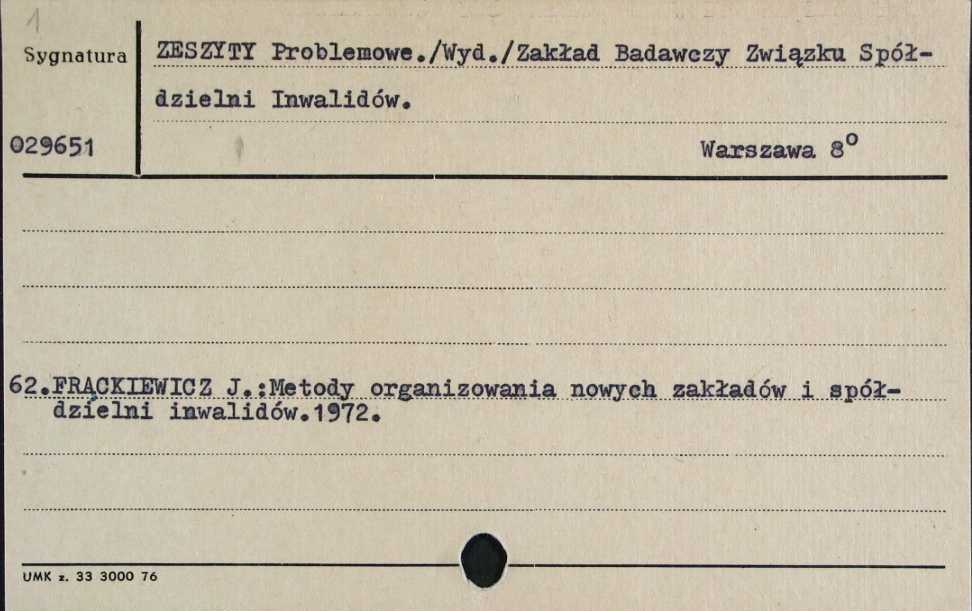 1
Sygnatura
ZESZYTY Problemowe./Wyd./Zakład Badawczy Związku Spół-
dzielni Inwalidów.
029651
Warszawa 8º
62.FRĄCKIEWICZ J.:Metody organizowania nowych zakładów i spół-
dzielni inwalidów.1972.
UMK z. 33 3000 76